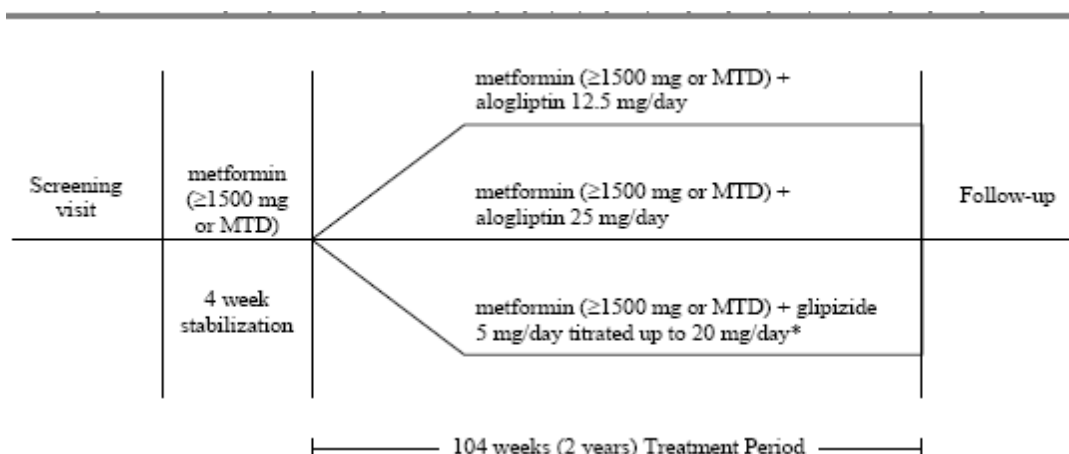 Screening
visit
metformin
(≥1500 mg
or MTD)
4 week
stabilization
metformin (≥1500 mg or MTD) +
alogliptin 12.5 mg/day
metformin (≥1500 mg or MTD) +
alogliptin 25 mg/day
metformin (≥1500 mg or MTD) + glipizide
5 mg/day titrated up to 20 mg/day*
Follow-up
104 weeks (2 years) Treatment Period